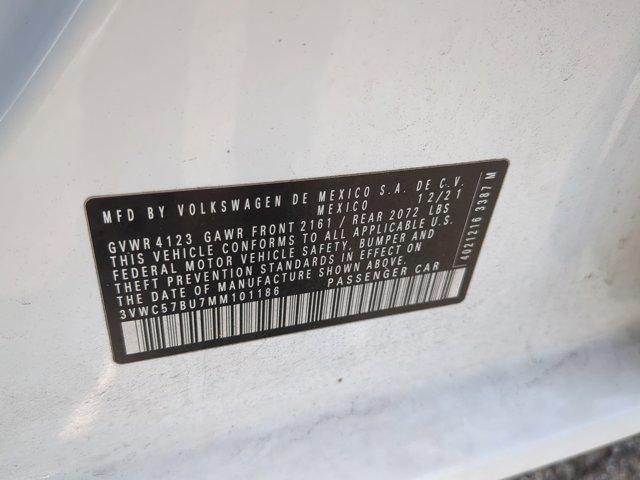 MFD BY VOLKSWAGEN DE MEXICO S.A. DE C.V.
MEXICO 12/21
GVWR 4123 GAWR FRONT 2161 / REAR 2072 LBS
THIS VEHICLE CONFORMS TO ALL APPLICABLE U.S.
FEDERAL MOTOR VEHICLE SAFETY, BUMPER AND
THEFT PREVENTION STANDARDS IN EFFECT ON
THE DATE OF MANUFACTURE SHOWN ABOVE.
3VWC57BU7MM101186 PASSENGER CAR
4021216 3387 M